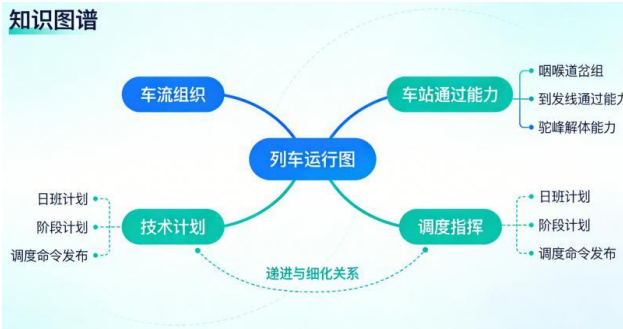 知识图谱
车流组织
车站通过能力
咽喉道岔组
到发线通过能力
驼峰解体能力
列车运行图
日班计划
阶段计划
调度命令发布
技术计划
调度指挥
日班计划
阶段计划
调度命令发布
递进与细化关系